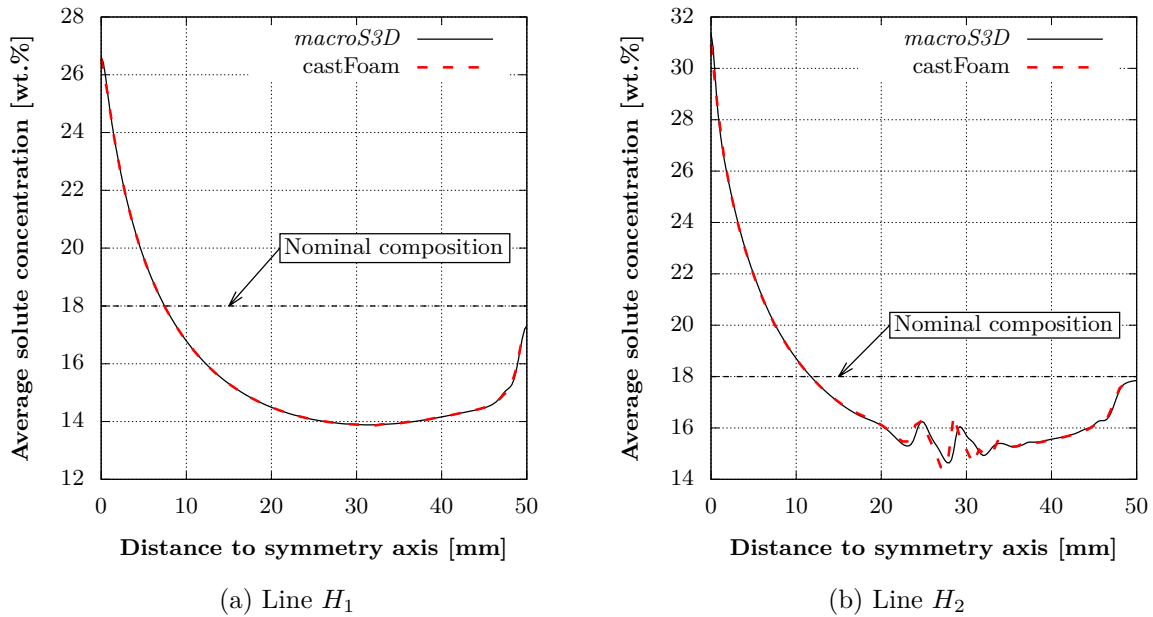 28
26
24
22
20
18
16
14
12
0 10 20 30 40 50
Average solute concentration [wt.%]
Distance to symmetry axis [mm]
macroS3D
castFoam
Nominal composition
(a) Line H₁
32
30
28
26
24
22
20
18
16
14
0 10 20 30 40 50
Average solute concentration [wt.%]
Distance to symmetry axis [mm]
macroS3D
castFoam
Nominal composition
(b) Line H₂